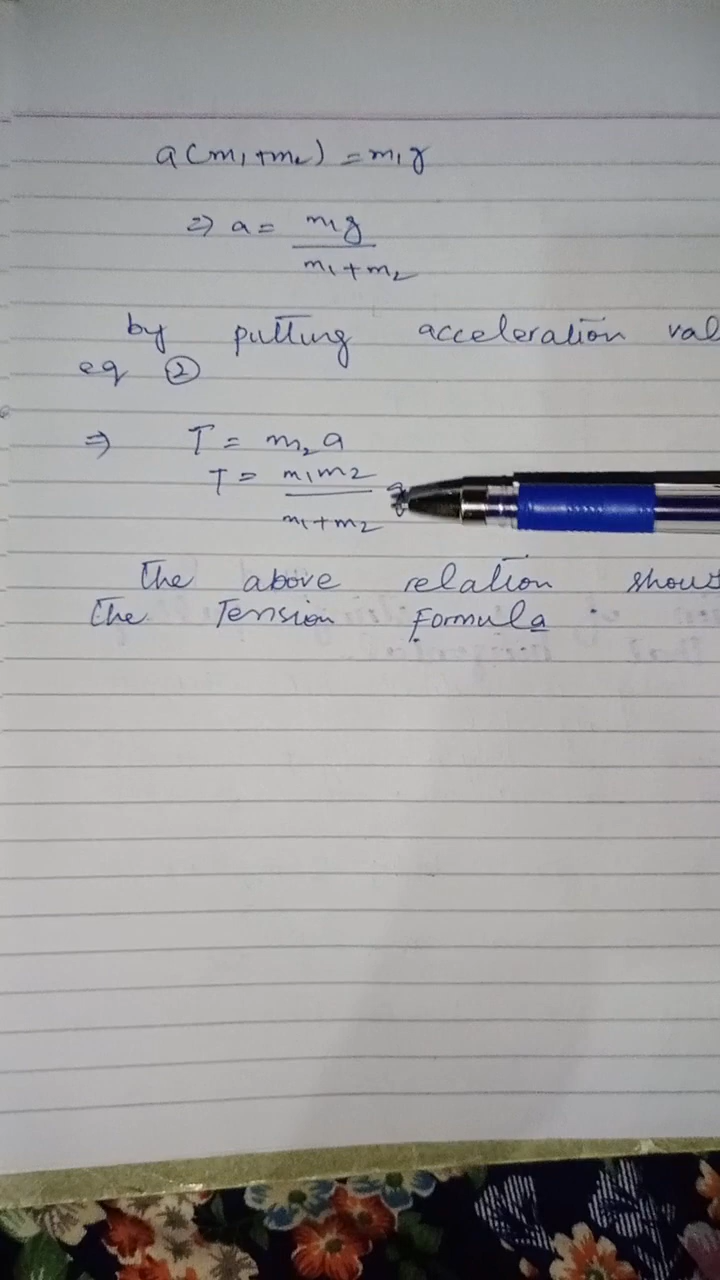 a(m₁+m₂) = m₁g
⇒ a = m₁g / m₁+m₂
by putting acceleration val
eq ②
⇒ T = m₂a
T = m₁m₂ / m₁+m₂ g
The above relation shows
the Tension Formula.